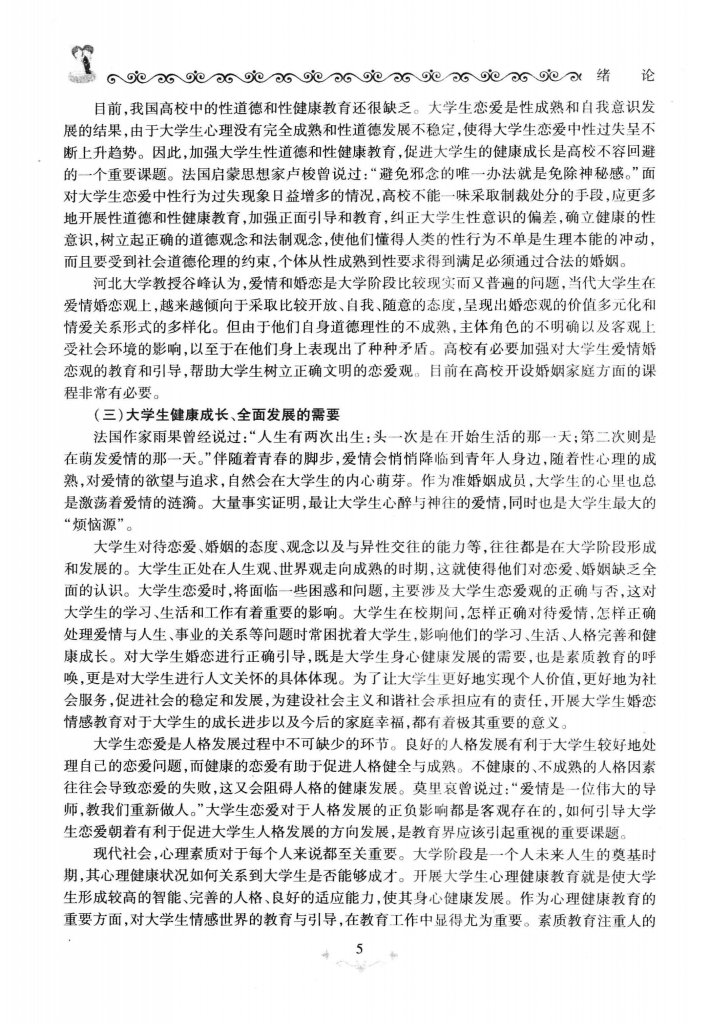 绪 论
目前，我国高校中的性道德和性健康教育还很缺乏。大学生恋爱是性成熟和自我意识发
展的结果，由于大学生心理没有完全成熟和性道德发展不稳定，使得大学生恋爱中性过失呈不
断上升趋势。因此，加强大学生性道德和性健康教育，促进大学生的健康成长是高校不容回避
的一个重要课题。法国启蒙思想家卢梭曾说过：“避免邪念的唯一办法就是免除神秘感。”面
对大学生恋爱中性行为过失现象日益增多的情况，高校不能一味采取制裁处分的手段，应更多
地开展性道德和性健康教育，加强正面引导和教育，纠正大学生性意识的偏差，确立健康的性
意识，树立起正确的道德观念和法制观念，使他们懂得人类的性行为不单是生理本能的冲动，
而且要受到社会道德伦理的约束，个体从性成熟到性要求得到满足必须通过合法的婚姻。
河北大学教授谷峰认为，爱情和婚恋是大学阶段比较现实而又普遍的问题，当代大学生在
爱情婚恋观上，越来越倾向于采取比较开放、自我、随意的态度，呈现出婚恋观的价值多元化和
情爱关系形式的多样化。但由于他们自身道德理性的不成熟，主体角色的不明确以及客观上
受社会环境的影响，以至于在他们身上表现出了种种矛盾。高校有必要加强对大学生爱情婚
恋观的教育和引导，帮助大学生树立正确文明的恋爱观。目前在高校开设婚姻家庭方面的课
程非常有必要。
（三）大学生健康成长、全面发展的需要
法国作家雨果曾经说过：“人生有两次出生：头一次是在开始生活的那一天；第二次则是
在萌发爱情的那一天。”伴随着青春的脚步，爱情会悄悄降临到青年人身边，随着性心理的成
熟，对爱情的欲望与追求，自然会在大学生的内心萌芽。作为准婚姻成员，大学生的心里也总
是激荡着爱情的涟漪。大量事实证明，最让大学生心醉与神往的爱情，同时也是大学生最大的
“烦恼源”。
大学生对待恋爱、婚姻的态度、观念以及与异性交往的能力等，往往都是在大学阶段形成
和发展的。大学生正处在人生观、世界观走向成熟的时期，这就使得他们对恋爱、婚姻缺乏全
面的认识。大学生恋爱时，将面临一些困惑和问题，主要涉及大学生恋爱观的正确与否，这对
大学生的学习、生活和工作有着重要的影响。大学生在校期间，怎样正确对待爱情，怎样正确
处理爱情与人生、事业的关系等问题时常困扰着大学生，影响他们的学习、生活、人格完善和健
康成长。对大学生婚恋进行正确引导，既是大学生身心健康发展的需要，也是素质教育的呼
唤，更是对大学生进行人文关怀的具体体现。为了让大学生更好地实现个人价值，更好地为社
会服务，促进社会的稳定和发展，为建设社会主义和谐社会承担应有的责任，开展大学生婚恋
情感教育对于大学生的成长进步以及今后的家庭幸福，都有着极其重要的意义。
大学生恋爱是人格发展过程中不可缺少的环节。良好的人格发展有利于大学生较好地处
理自己的恋爱问题，而健康的恋爱有助于促进人格健全与成熟。不健康的、不成熟的人格因素
往往会导致恋爱的失败，这又会阻碍人格的健康发展。莫里哀曾说过：“爱情是一位伟大的导
师，教我们重新做人。”大学生恋爱对于人格发展的正负影响都是客观存在的，如何引导大学
生恋爱朝着有利于促进大学生人格发展的方向发展，是教育界应该引起重视的重要课题。
现代社会，心理素质对于每个人来说都至关重要。大学阶段是一个人未来人生的奠基时
期，其心理健康状况如何关系到大学生是否能够成才。开展大学生心理健康教育就是使大学
生形成较高的智能、完善的人格、良好的适应能力，使其身心健康发展。作为心理健康教育的
重要方面，对大学生情感世界的教育与引导，在教育工作中显得尤为重要。素质教育注重人的
5